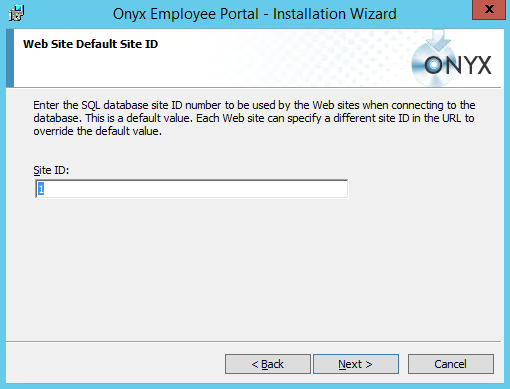 Onyx Employee Portal - Installation Wizard
x
Web Site Default Site ID
ONYX
Enter the SQL database site ID number to be used by the Web sites when connecting to the
database. This is a default value. Each Web site can specify a different site ID in the URL to
override the default value.
Site ID:
1
< Back
Next >
Cancel